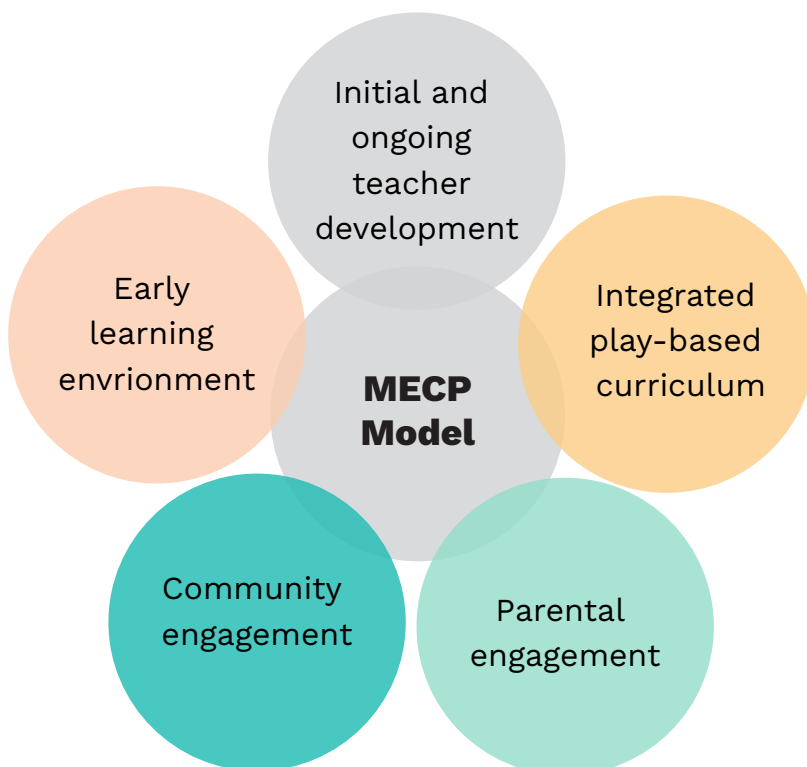 Initial and
ongoing
teacher
development
Early
learning
envrionment
Integrated
play-based
curriculum
MECP
Model
Community
engagement
Parental
engagement